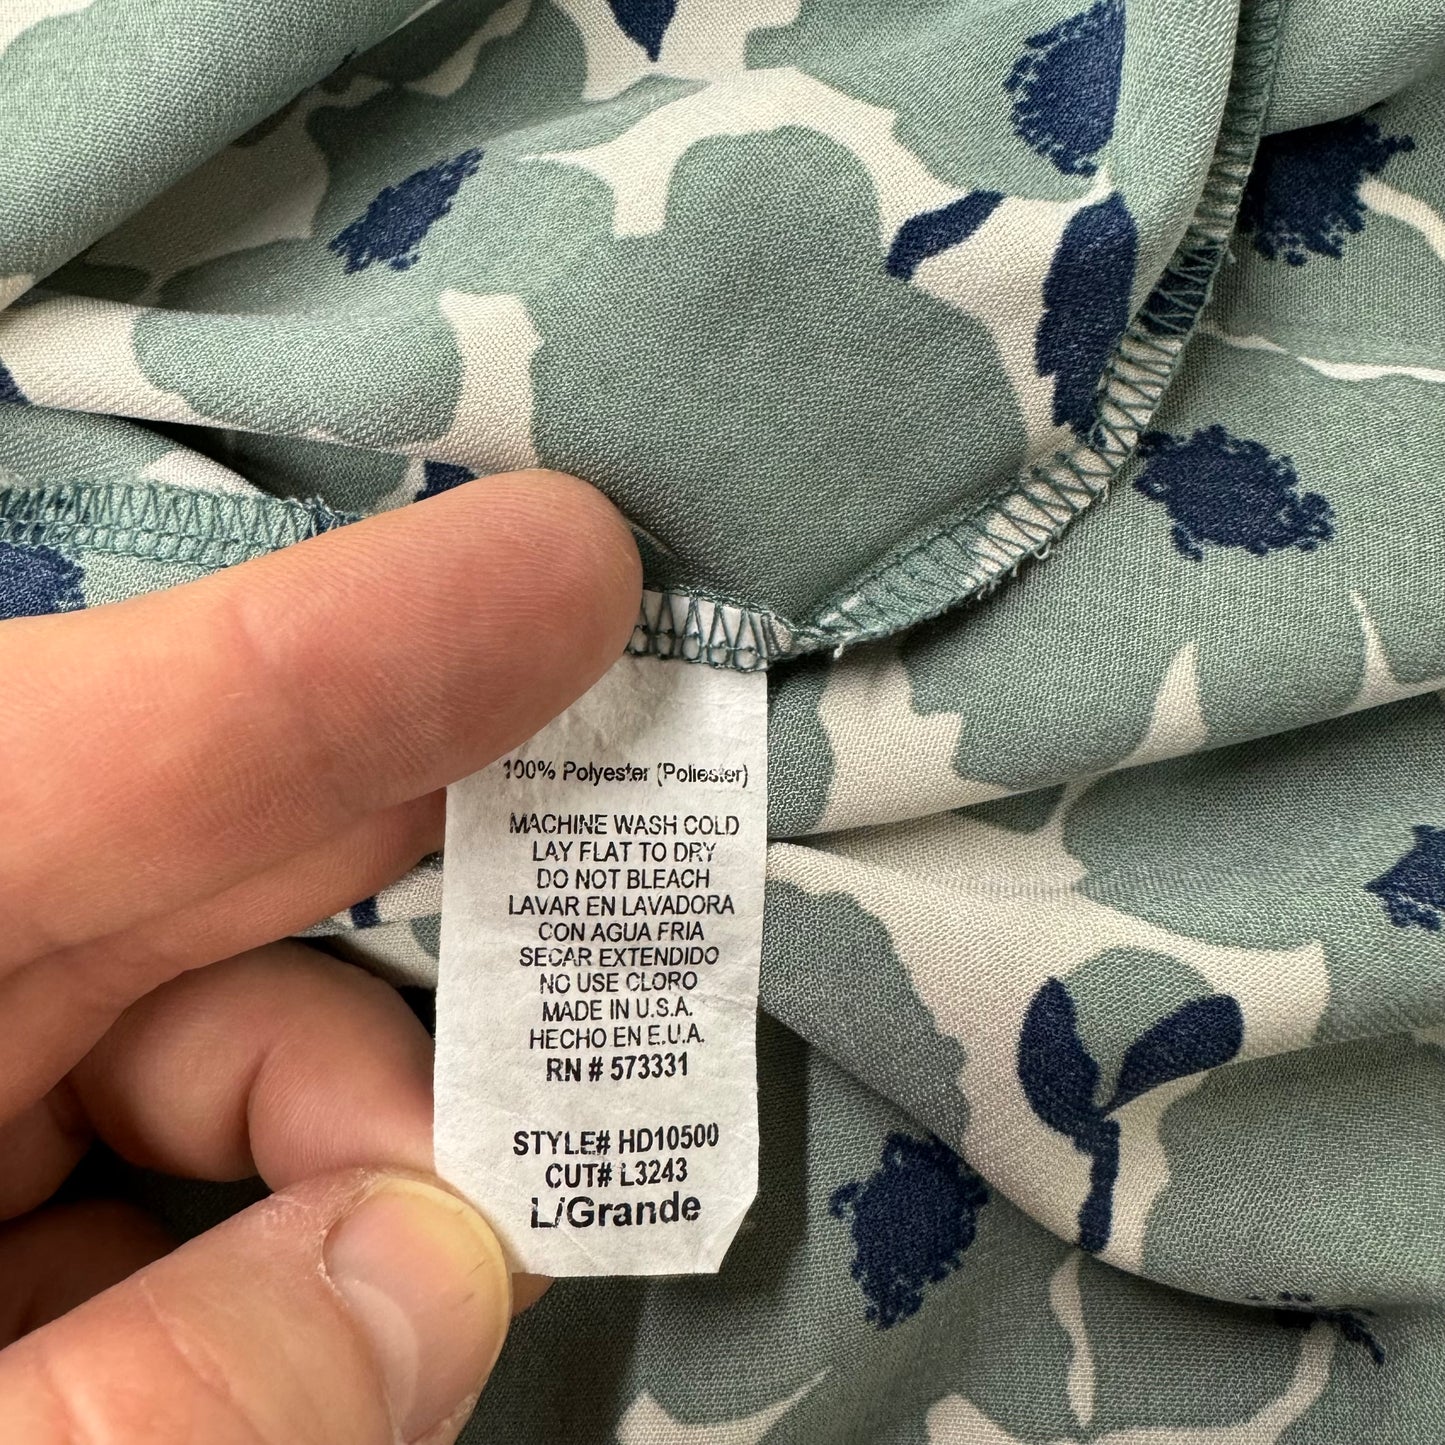 100% Polyester (Poliester)
MACHINE WASH COLD
LAY FLAT TO DRY
DO NOT BLEACH
LAVAR EN LAVADORA
CON AGUA FRIA
SECAR EXTENDIDO
NO USE CLORO
MADE IN U.S.A.
HECHO EN E.U.A.
RN # 573331
STYLE# HD10500
CUT# L3243
L/Grande